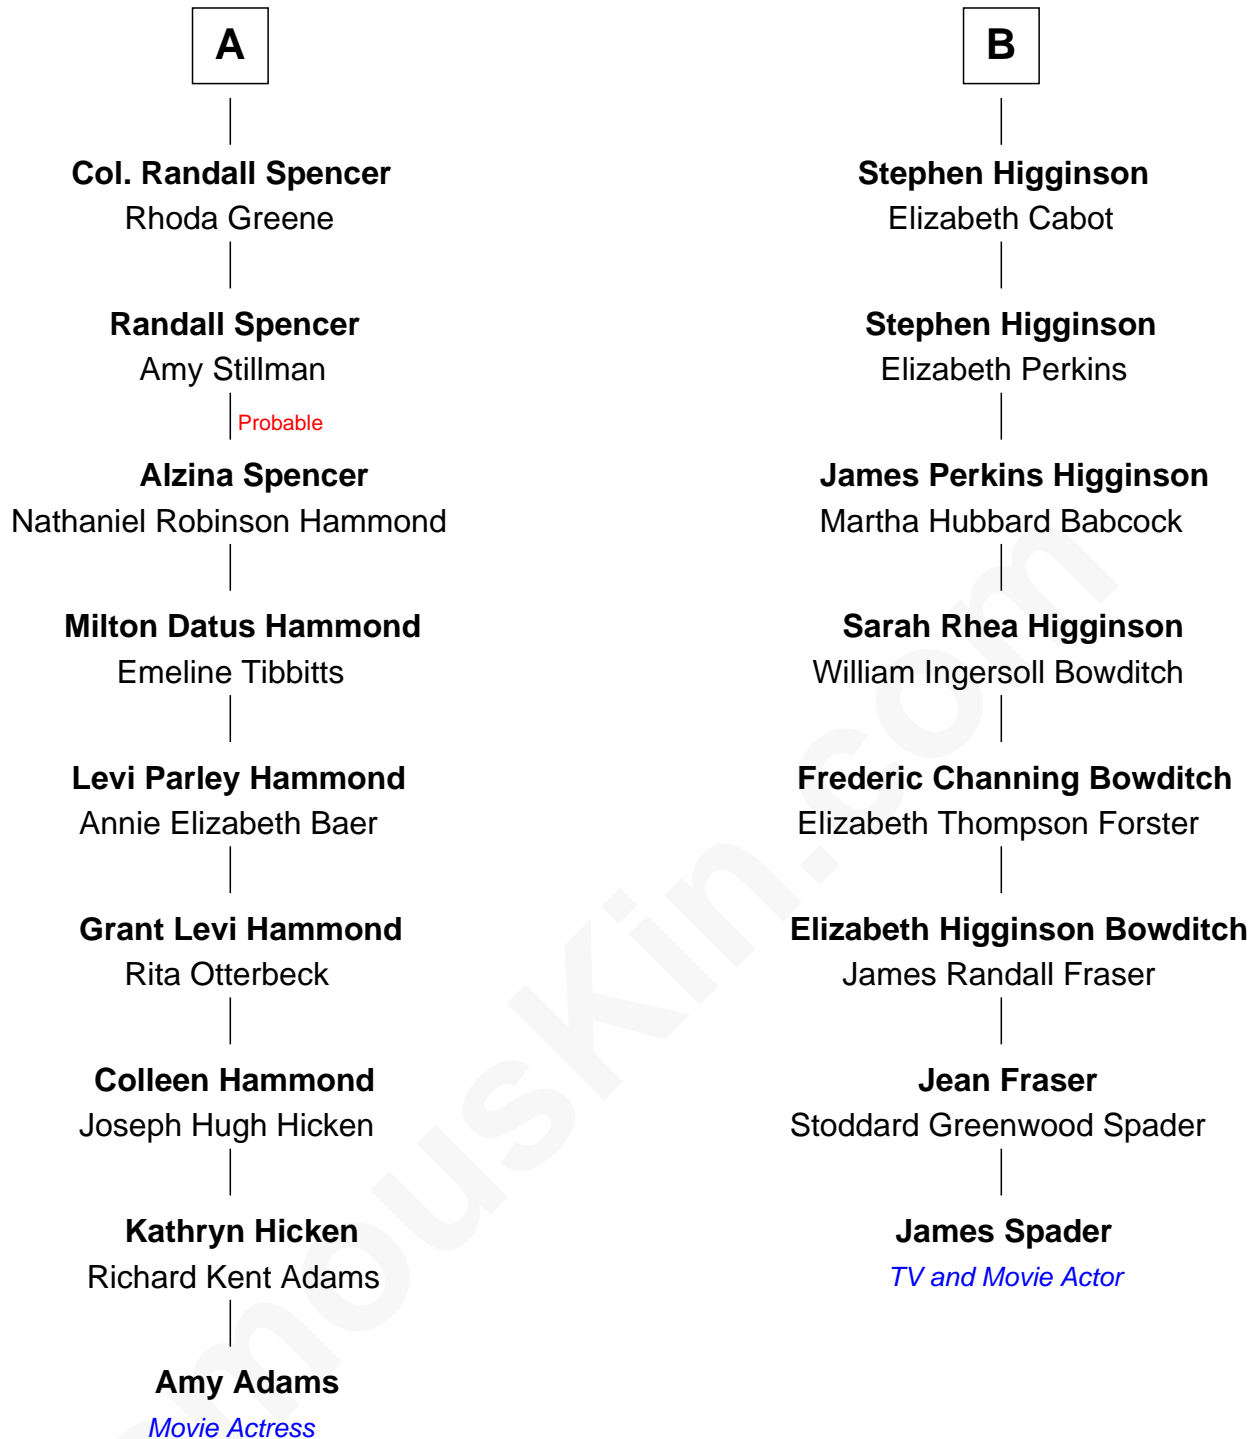 A
Col. Randall Spencer
Rhoda Greene
Randall Spencer
Amy Stillman
Probable
Alzina Spencer
Nathaniel Robinson Hammond
Milton Datus Hammond
Emeline Tibbitts
Levi Parley Hammond
Annie Elizabeth Baer
Grant Levi Hammond
Rita Otterbeck
Colleen Hammond
Joseph Hugh Hicken
Kathryn Hicken
Richard Kent Adams
Amy Adams
Movie Actress
B
Stephen Higginson
Elizabeth Cabot
Stephen Higginson
Elizabeth Perkins
James Perkins Higginson
Martha Hubbard Babcock
Sarah Rhea Higginson
William Ingersoll Bowditch
Frederic Channing Bowditch
Elizabeth Thompson Forster
Elizabeth Higginson Bowditch
James Randall Fraser
Jean Fraser
Stoddard Greenwood Spader
James Spader
TV and Movie Actor
mousKin.com